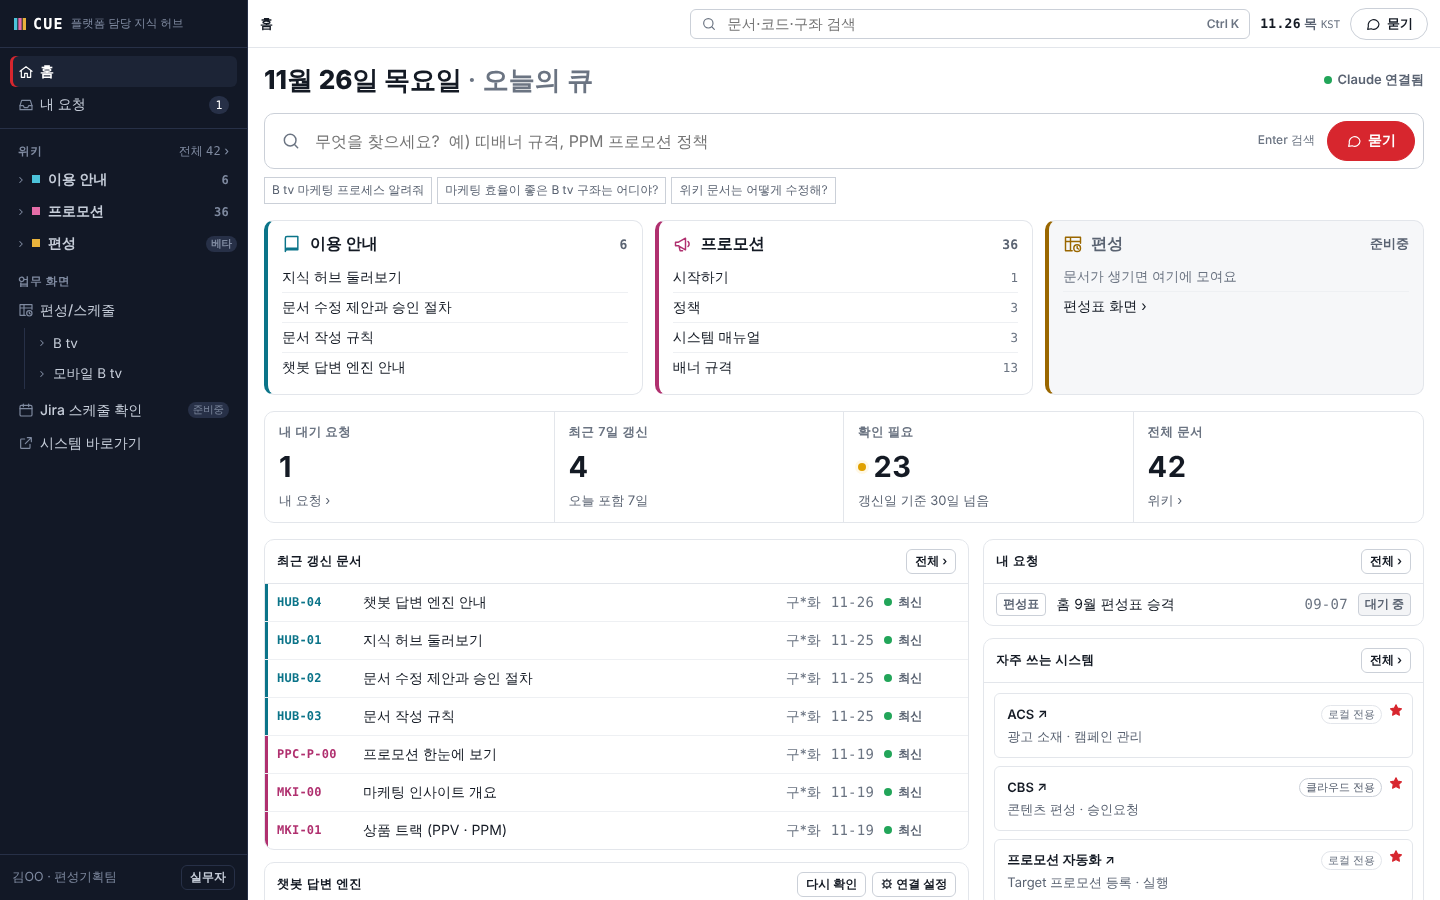 CUE 플랫폼 담당 지식 허브
홈
내 요청 1
위키 전체 42 ›
이용 안내 6
프로모션 36
편성 베타
업무 화면
편성/스케줄
B tv
모바일 B tv
Jira 스케줄 확인 준비중
시스템 바로가기
김OO · 편성기획팀 실무자
홈
문서·코드·구좌 검색 Ctrl K
11.26 목 KST
묻기
11월 26일 목요일 · 오늘의 큐
Claude 연결됨
무엇을 찾으세요? 예) 띠배너 규격, PPM 프로모션 정책
Enter 검색
묻기
B tv 마케팅 프로세스 알려줘
마케팅 효율이 좋은 B tv 구좌는 어디야?
위키 문서는 어떻게 수정해?
이용 안내 6
지식 허브 둘러보기
문서 수정 제안과 승인 절차
문서 작성 규칙
챗봇 답변 엔진 안내
프로모션 36
시작하기 1
정책 3
시스템 매뉴얼 3
배너 규격 13
편성 준비중
문서가 생기면 여기에 모여요
편성표 화면 ›
내 대기 요청
1
내 요청 ›
최근 7일 갱신
4
오늘 포함 7일
확인 필요
23
갱신일 기준 30일 넘음
전체 문서
42
위키 ›
최근 갱신 문서 전체 ›
HUB-04 챗봇 답변 엔진 안내 구*화 11-26 최신
HUB-01 지식 허브 둘러보기 구*화 11-25 최신
HUB-02 문서 수정 제안과 승인 절차 구*화 11-25 최신
HUB-03 문서 작성 규칙 구*화 11-25 최신
PPC-P-00 프로모션 한눈에 보기 구*화 11-19 최신
MKI-00 마케팅 인사이트 개요 구*화 11-19 최신
MKI-01 상품 트랙 (PPV · PPM) 구*화 11-19 최신
챗봇 답변 엔진 다시 확인 연결 설정
내 요청 전체 ›
편성표 홈 9월 편성표 승격 09-07 대기 중
자주 쓰는 시스템 전체 ›
ACS ↗ 로컬 전용
광고 소재 · 캠페인 관리
CBS ↗ 클라우드 전용
콘텐츠 편성 · 승인요청
프로모션 자동화 ↗ 로컬 전용
Target 프로모션 등록 · 실행